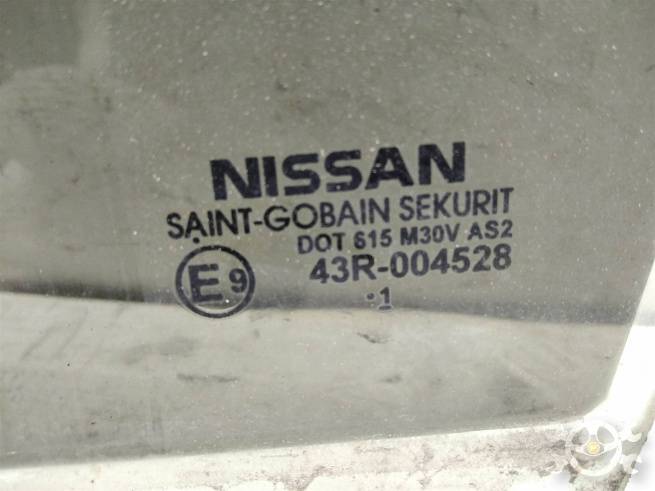 NISSAN
SAINT-GOBAIN SEKURIT
DOT 615 M30V AS2
E9 43R-004528
.1